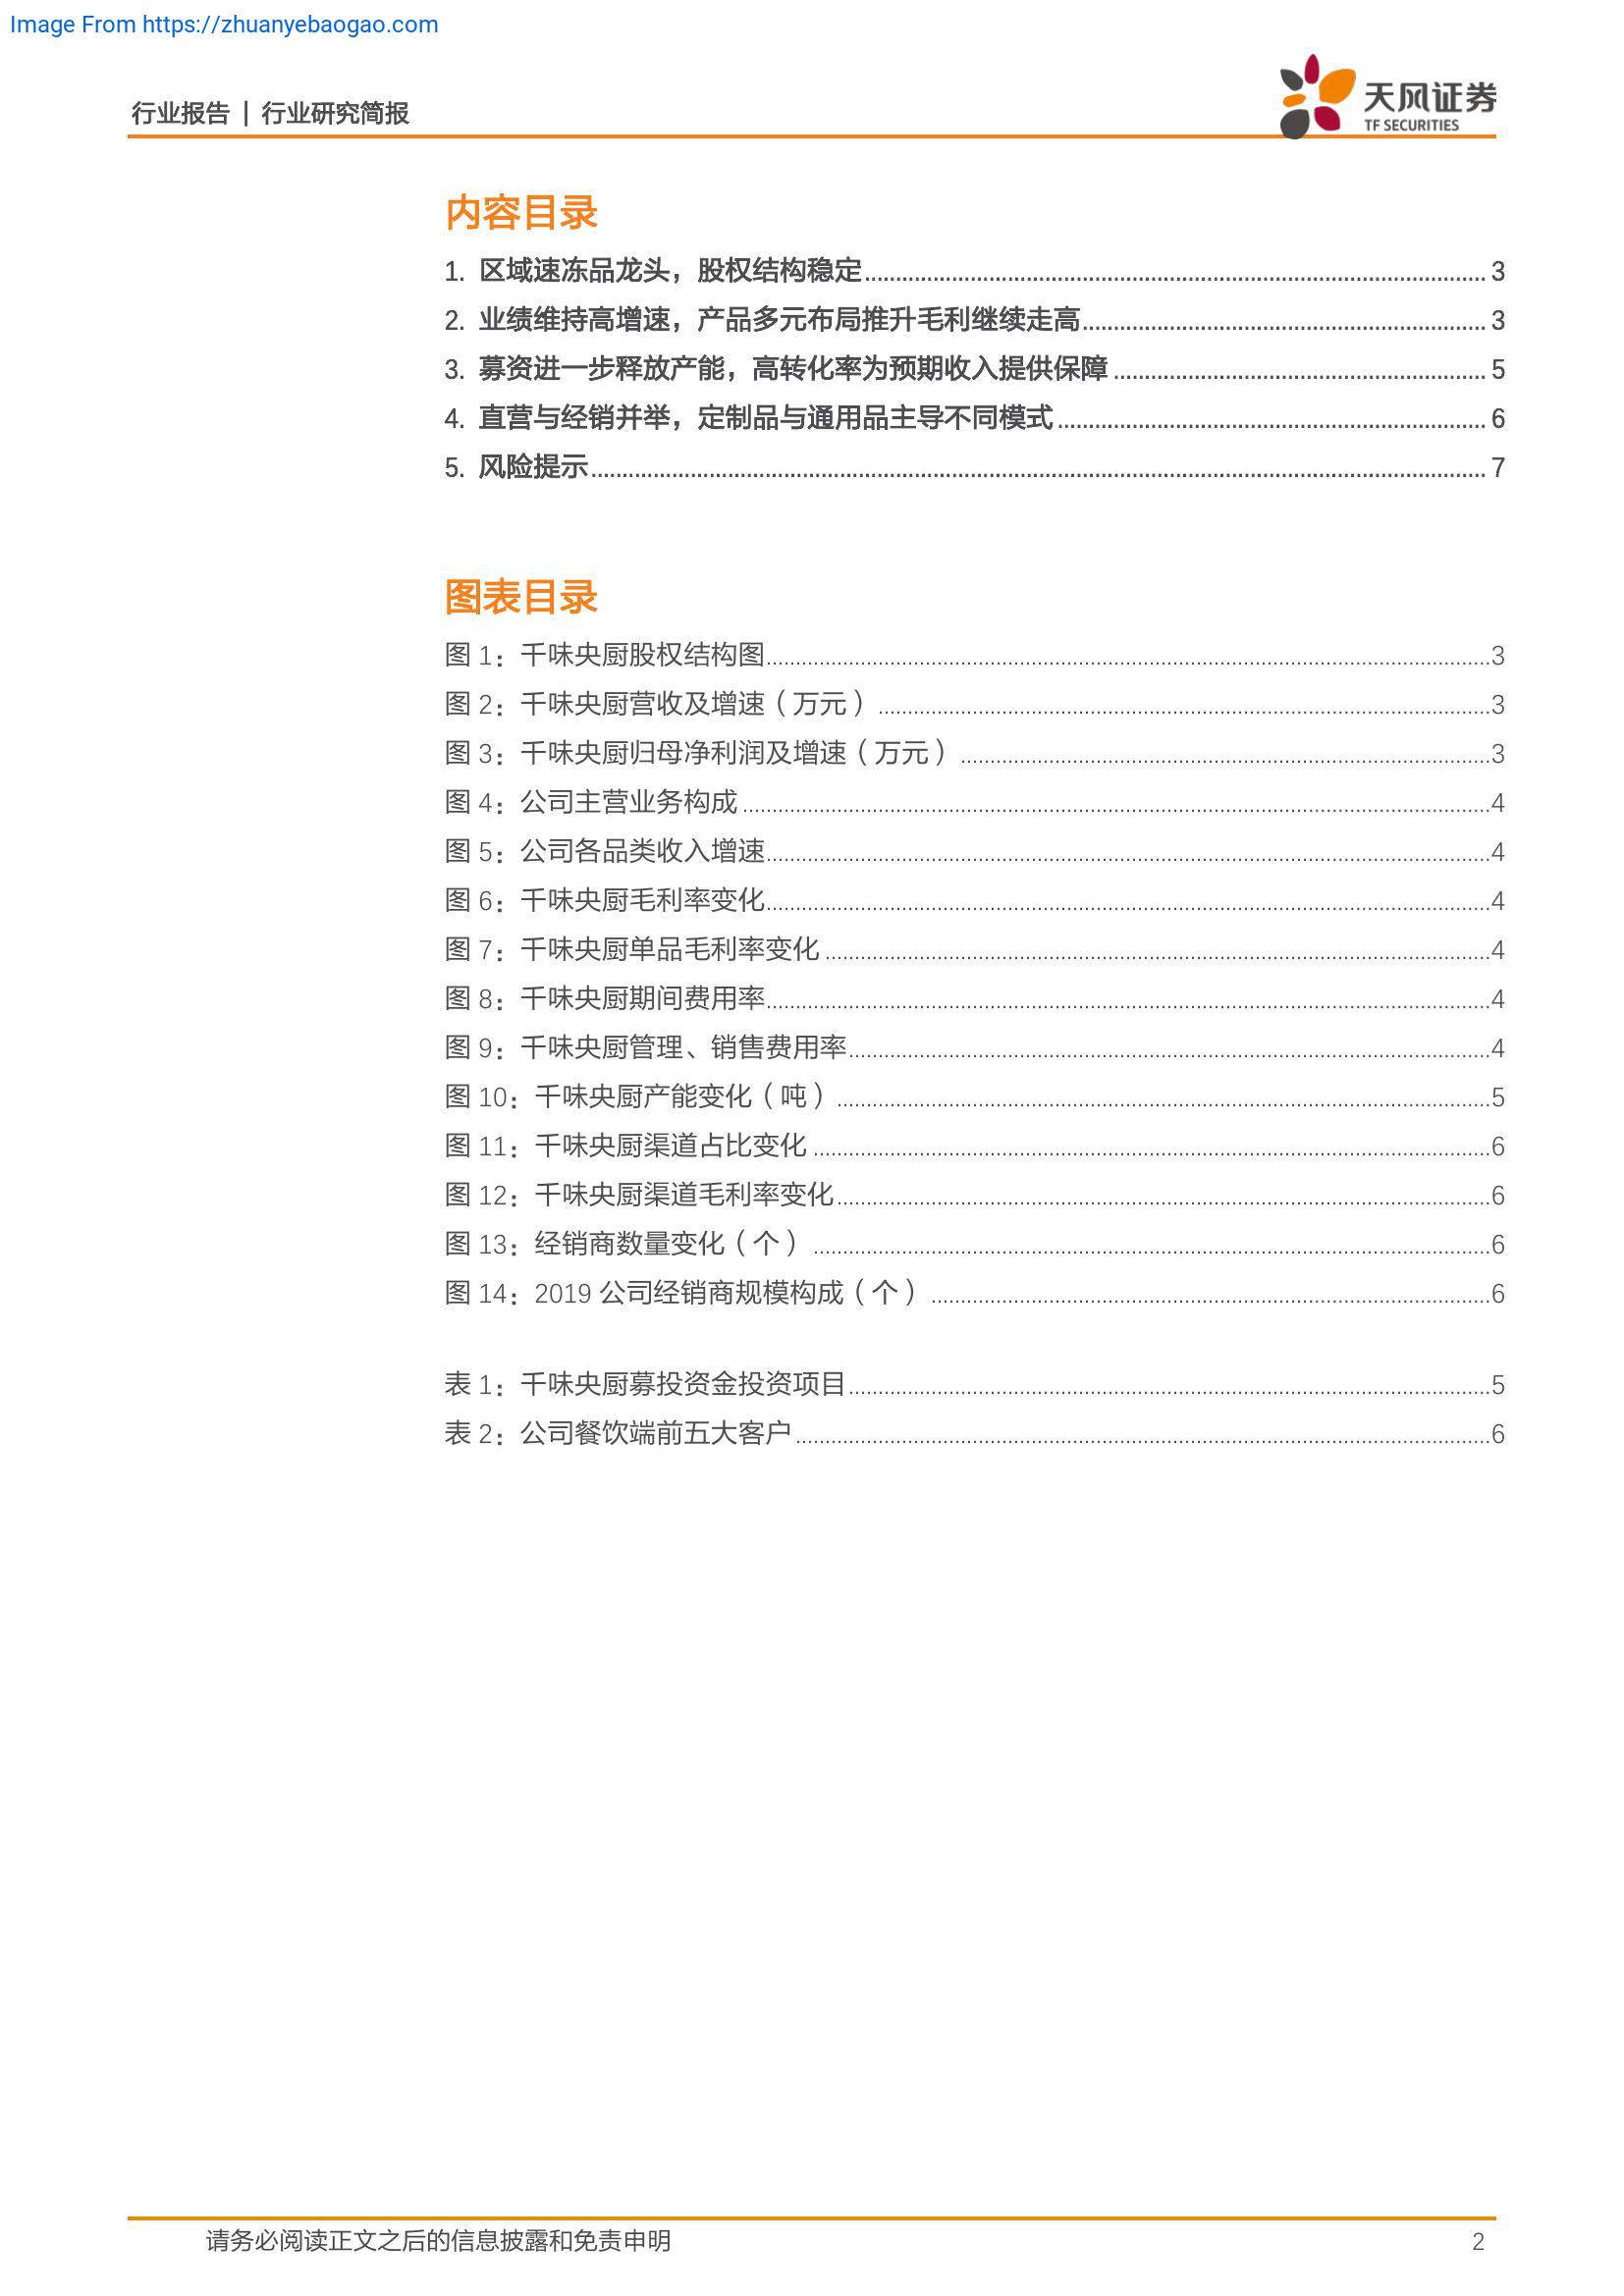 Image From https://zhuanyebaogao.com
行业报告 | 行业研究简报
天风证券
TF SECURITIES
内容目录
1. 区域速冻品龙头，股权结构稳定 3
2. 业绩维持高增速，产品多元布局推升毛利继续走高 3
3. 募资进一步释放产能，高转化率为预期收入提供保障 5
4. 直营与经销并举，定制品与通用品主导不同模式 6
5. 风险提示 7
图表目录
图 1：千味央厨股权结构图 3
图 2：千味央厨营收及增速（万元） 3
图 3：千味央厨归母净利润及增速（万元） 3
图 4：公司主营业务构成 4
图 5：公司各品类收入增速 4
图 6：千味央厨毛利率变化 4
图 7：千味央厨单品毛利率变化 4
图 8：千味央厨期间费用率 4
图 9：千味央厨管理、销售费用率 4
图 10：千味央厨产能变化（吨） 5
图 11：千味央厨渠道占比变化 6
图 12：千味央厨渠道毛利率变化 6
图 13：经销商数量变化（个） 6
图 14：2019 公司经销商规模构成（个） 6
表 1：千味央厨募投资金投资项目 5
表 2：公司餐饮端前五大客户 6
请务必阅读正文之后的信息披露和免责申明 2